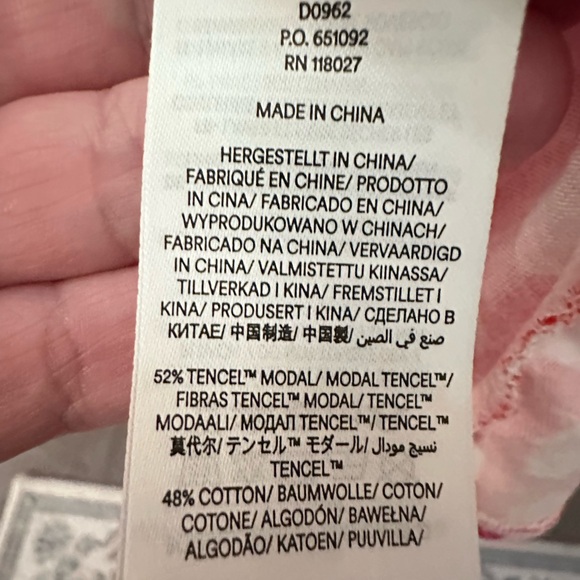 D0962
P.O. 651092
RN 118027
MADE IN CHINA
HERGESTELLT IN CHINA/
FABRIQUÉ EN CHINE/ PRODOTTO
IN CINA/ FABRICADO EN CHINA/
WYPRODUKOWANO W CHINACH/
FABRICADO NA CHINA/ VERVAARDIGD
IN CHINA/ VALMISTETTU KIINASSA/
TILLVERKAD I KINA/ FREMSTILLET I
KINA/ PRODUSERT I KINA/ СДЕЛАНО В
КИТАЕ/ 中国制造/ 中国製/ صنع في الصين
52% TENCEL™ MODAL/ MODAL TENCEL™/
FIBRAS TENCEL™ MODAL/ TENCEL™
MODAALI/ МОДАЛ TENCEL™/ TENCEL™
莫代尔/ テンセル™ モダール/ نسيج مودال
TENCEL™
48% COTTON/ BAUMWOLLE/ COTON/
COTONE/ ALGODÓN/ BAWEŁNA/
ALGODÃO/ KATOEN/ PUUVILLA/